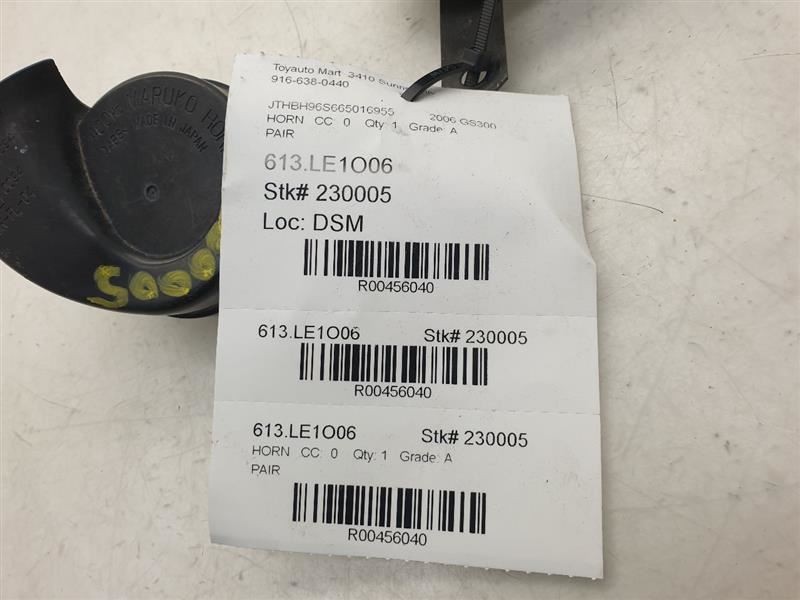 Toyauto Mart 3410
916-638-0440
JTHBH96S665016955 2006 GS300
HORN CC: 0 Qty: 1 Grade: A
PAIR
613.LE1O06
Stk# 230005
Loc: DSM
R00456040
613.LE1O06 Stk# 230005
R00456040
613.LE1O06 Stk# 230005
HORN CC: 0 Qty: 1 Grade: A
PAIR
R00456040
MARUKO
MADE IN JAPAN